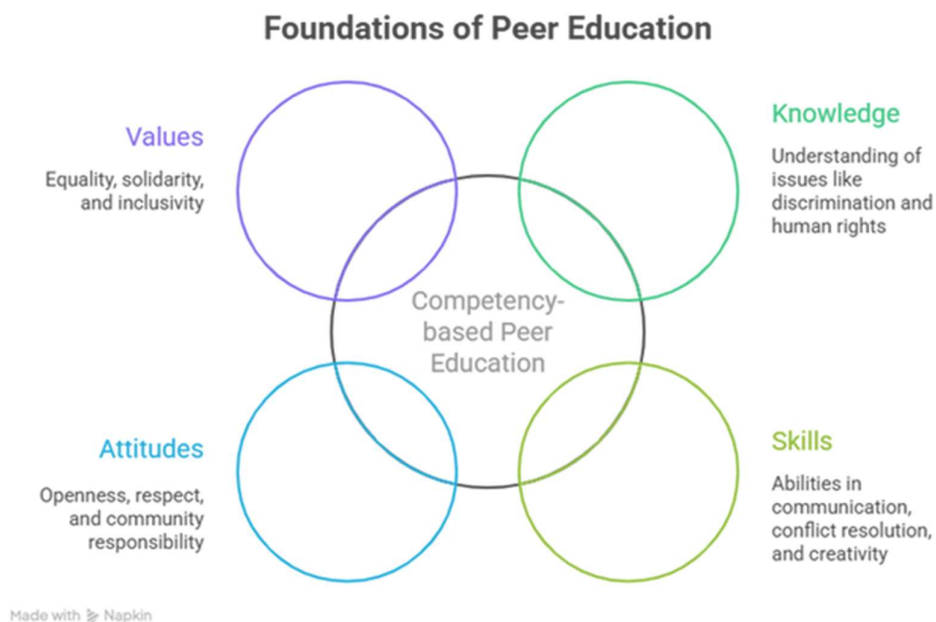 Foundations of Peer Education
Values
Equality, solidarity,
and inclusivity
Knowledge
Understanding of
issues like
discrimination and
human rights
Competency-
based Peer
Education
Attitudes
Openness, respect,
and community
responsibility
Skills
Abilities in
communication,
conflict resolution,
and creativity
Made with Napkin